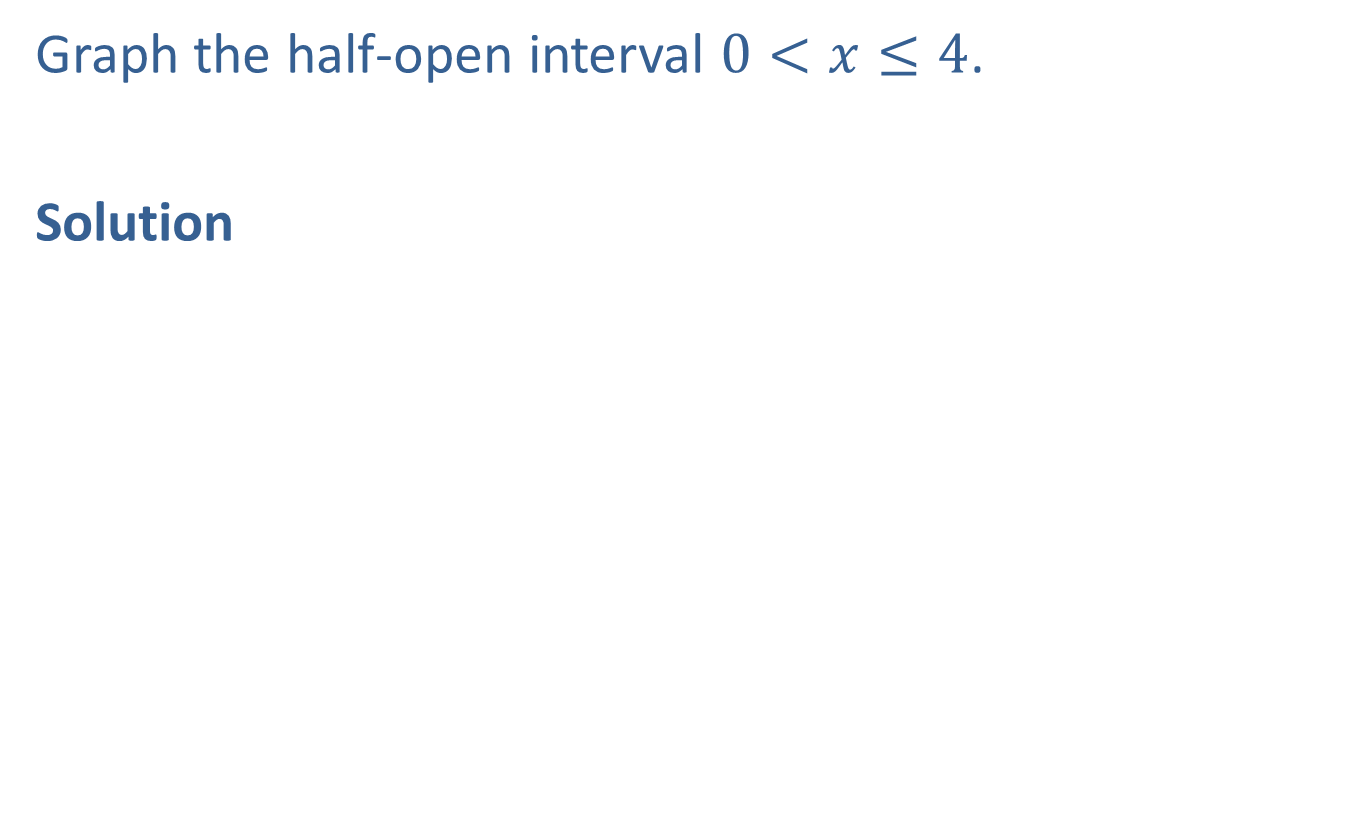 Graph the half-open interval 0 < x ≤ 4.
Solution